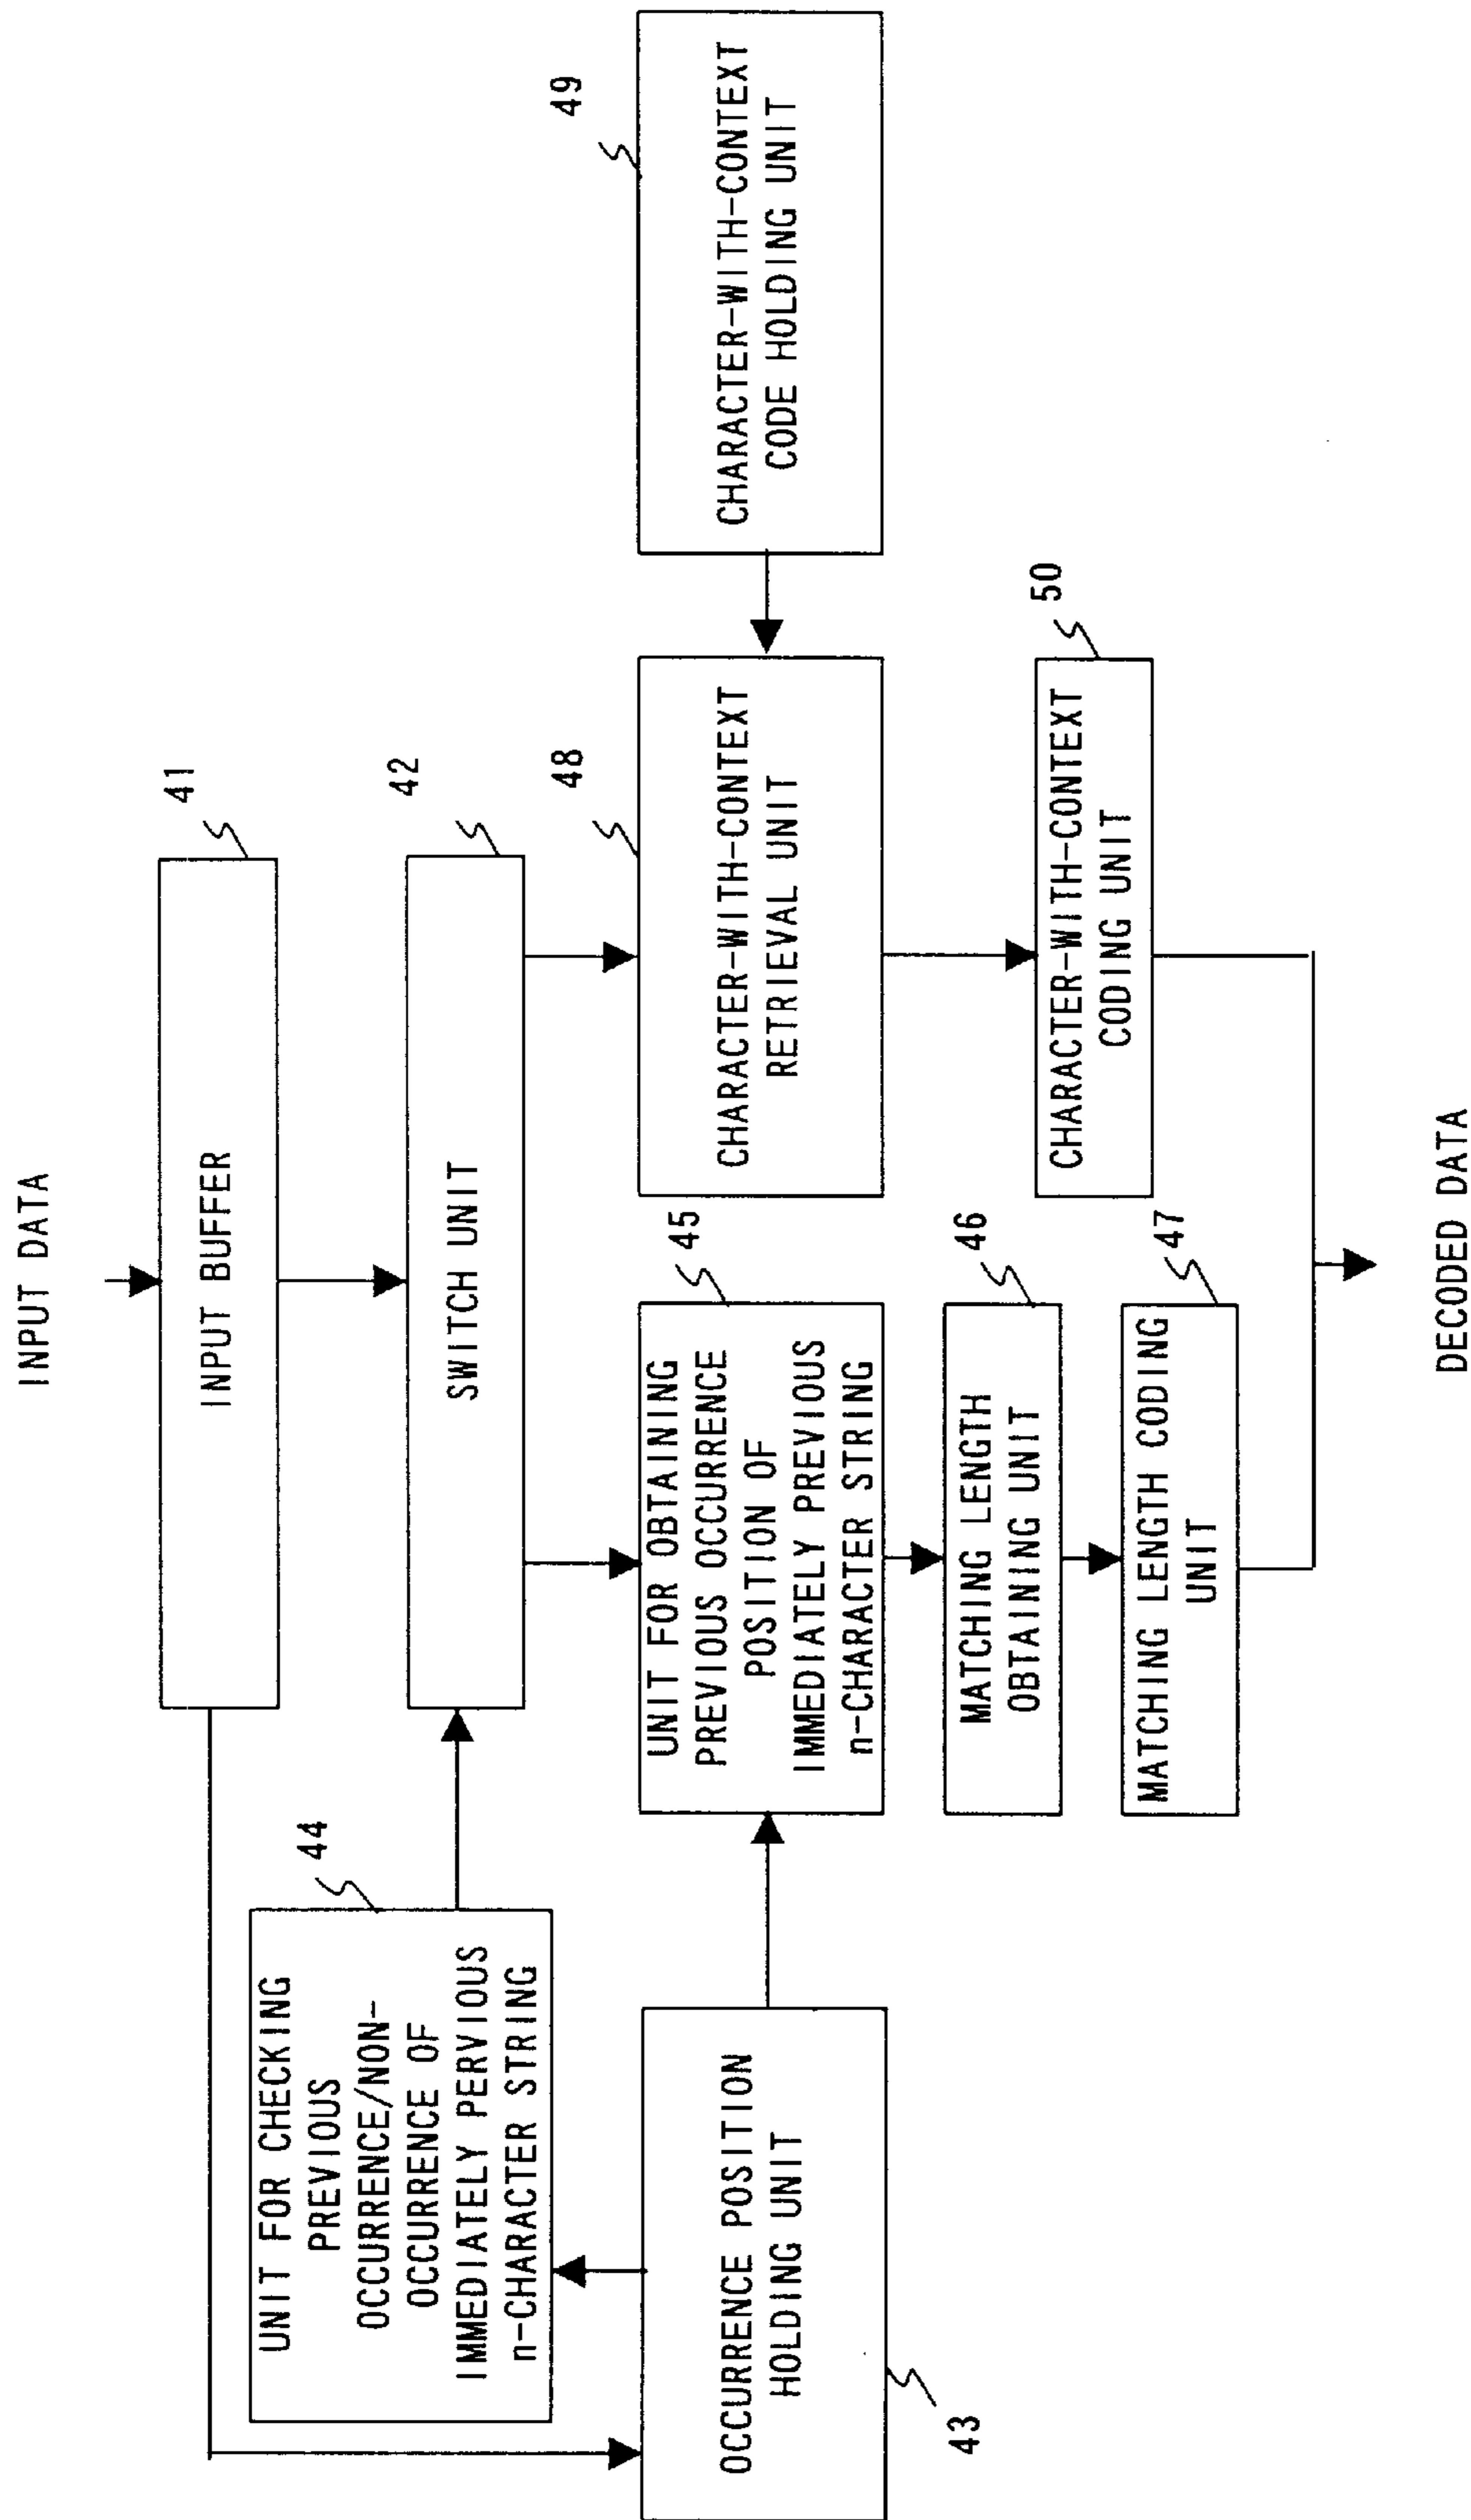 INPUT DATA
41
INPUT BUFFER
42
SWITCH UNIT
44
UNIT FOR CHECKING
PREVIOUS
OCCURRENCE/NON-
OCCURRENCE OF
IMMEDIATELY PERVIOUS
n-CHARACTER STRING
43
OCCURRENCE POSITION
HOLDING UNIT
45
UNIT FOR OBTAINING
PREVIOUS OCCURRENCE
POSITION OF
IMMEDIATELY PREVIOUS
n-CHARACTER STRING
48
CHARACTER-WITH-CONTEXT
RETRIEVAL UNIT
49
CHARACTER-WITH-CONTEXT
CODE HOLDING UNIT
46
MATCHING LENGTH
OBTAINING UNIT
50
CHARACTER-WITH-CONTEXT
CODING UNIT
47
MATCHING LENGTH CODING
UNIT
DECODED DATA